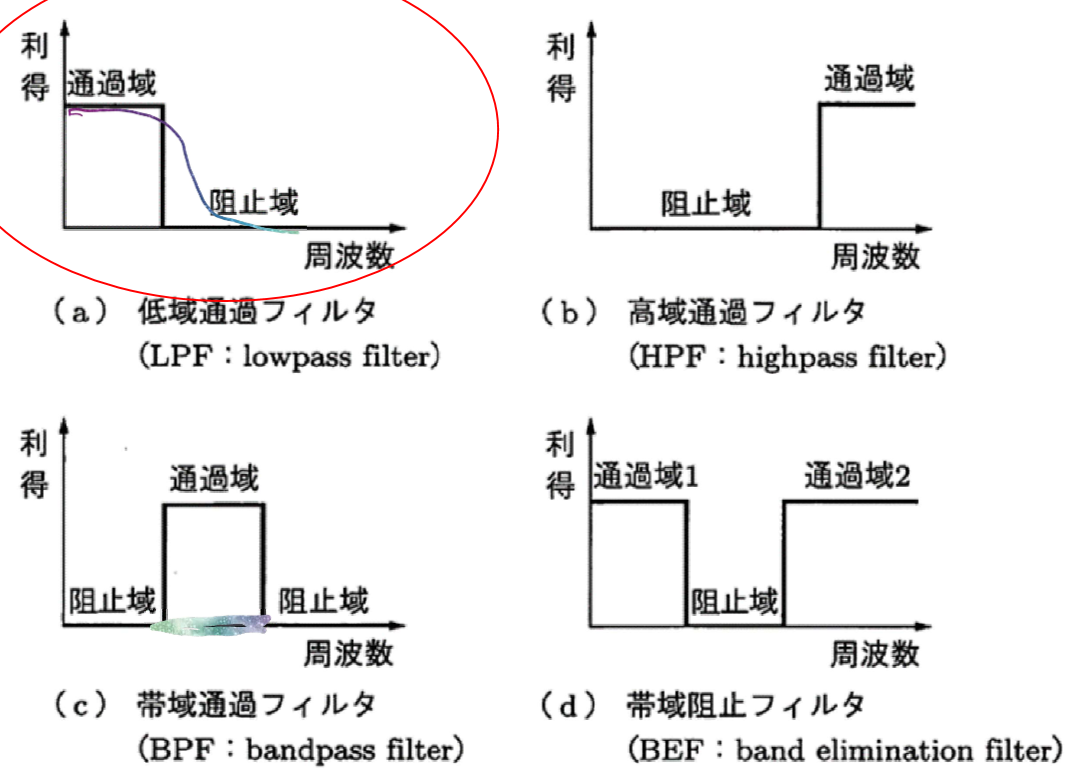 利得
通過域
阻止域
周波数
(a) 低域通過フィルタ
(LPF：lowpass filter)
利得
通過域
阻止域
周波数
(b) 高域通過フィルタ
(HPF：highpass filter)
利得
通過域
阻止域 阻止域
周波数
(c) 帯域通過フィルタ
(BPF：bandpass filter)
利得
通過域1 通過域2
阻止域
周波数
(d) 帯域阻止フィルタ
(BEF：band elimination filter)